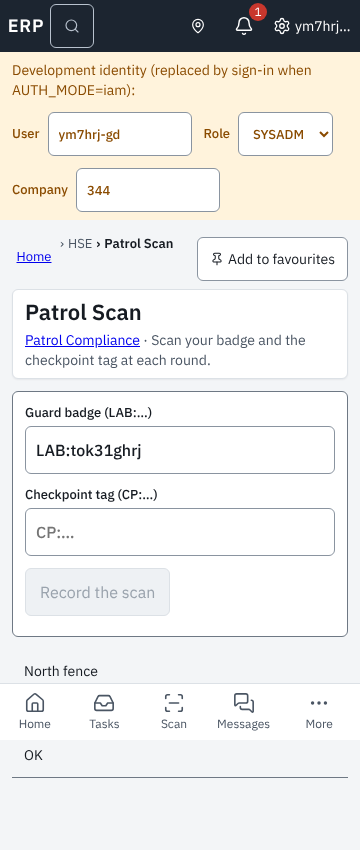 ERP
1
ym7hrj...
Development identity (replaced by sign-in when
AUTH_MODE=iam):
User
ym7hrj-gd
Role
SYSADM
Company
344
Home
› HSE › Patrol Scan
Add to favourites
Patrol Scan
Patrol Compliance · Scan your badge and the
checkpoint tag at each round.
Guard badge (LAB:...)
LAB:tok31ghrj
Checkpoint tag (CP:...)
CP:...
Record the scan
North fence
Home
Tasks
Scan
Messages
More
OK